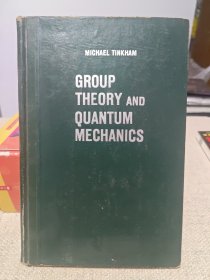 MICHAEL TINKHAM
GROUP
THEORY AND
QUANTUM
MECHANICS